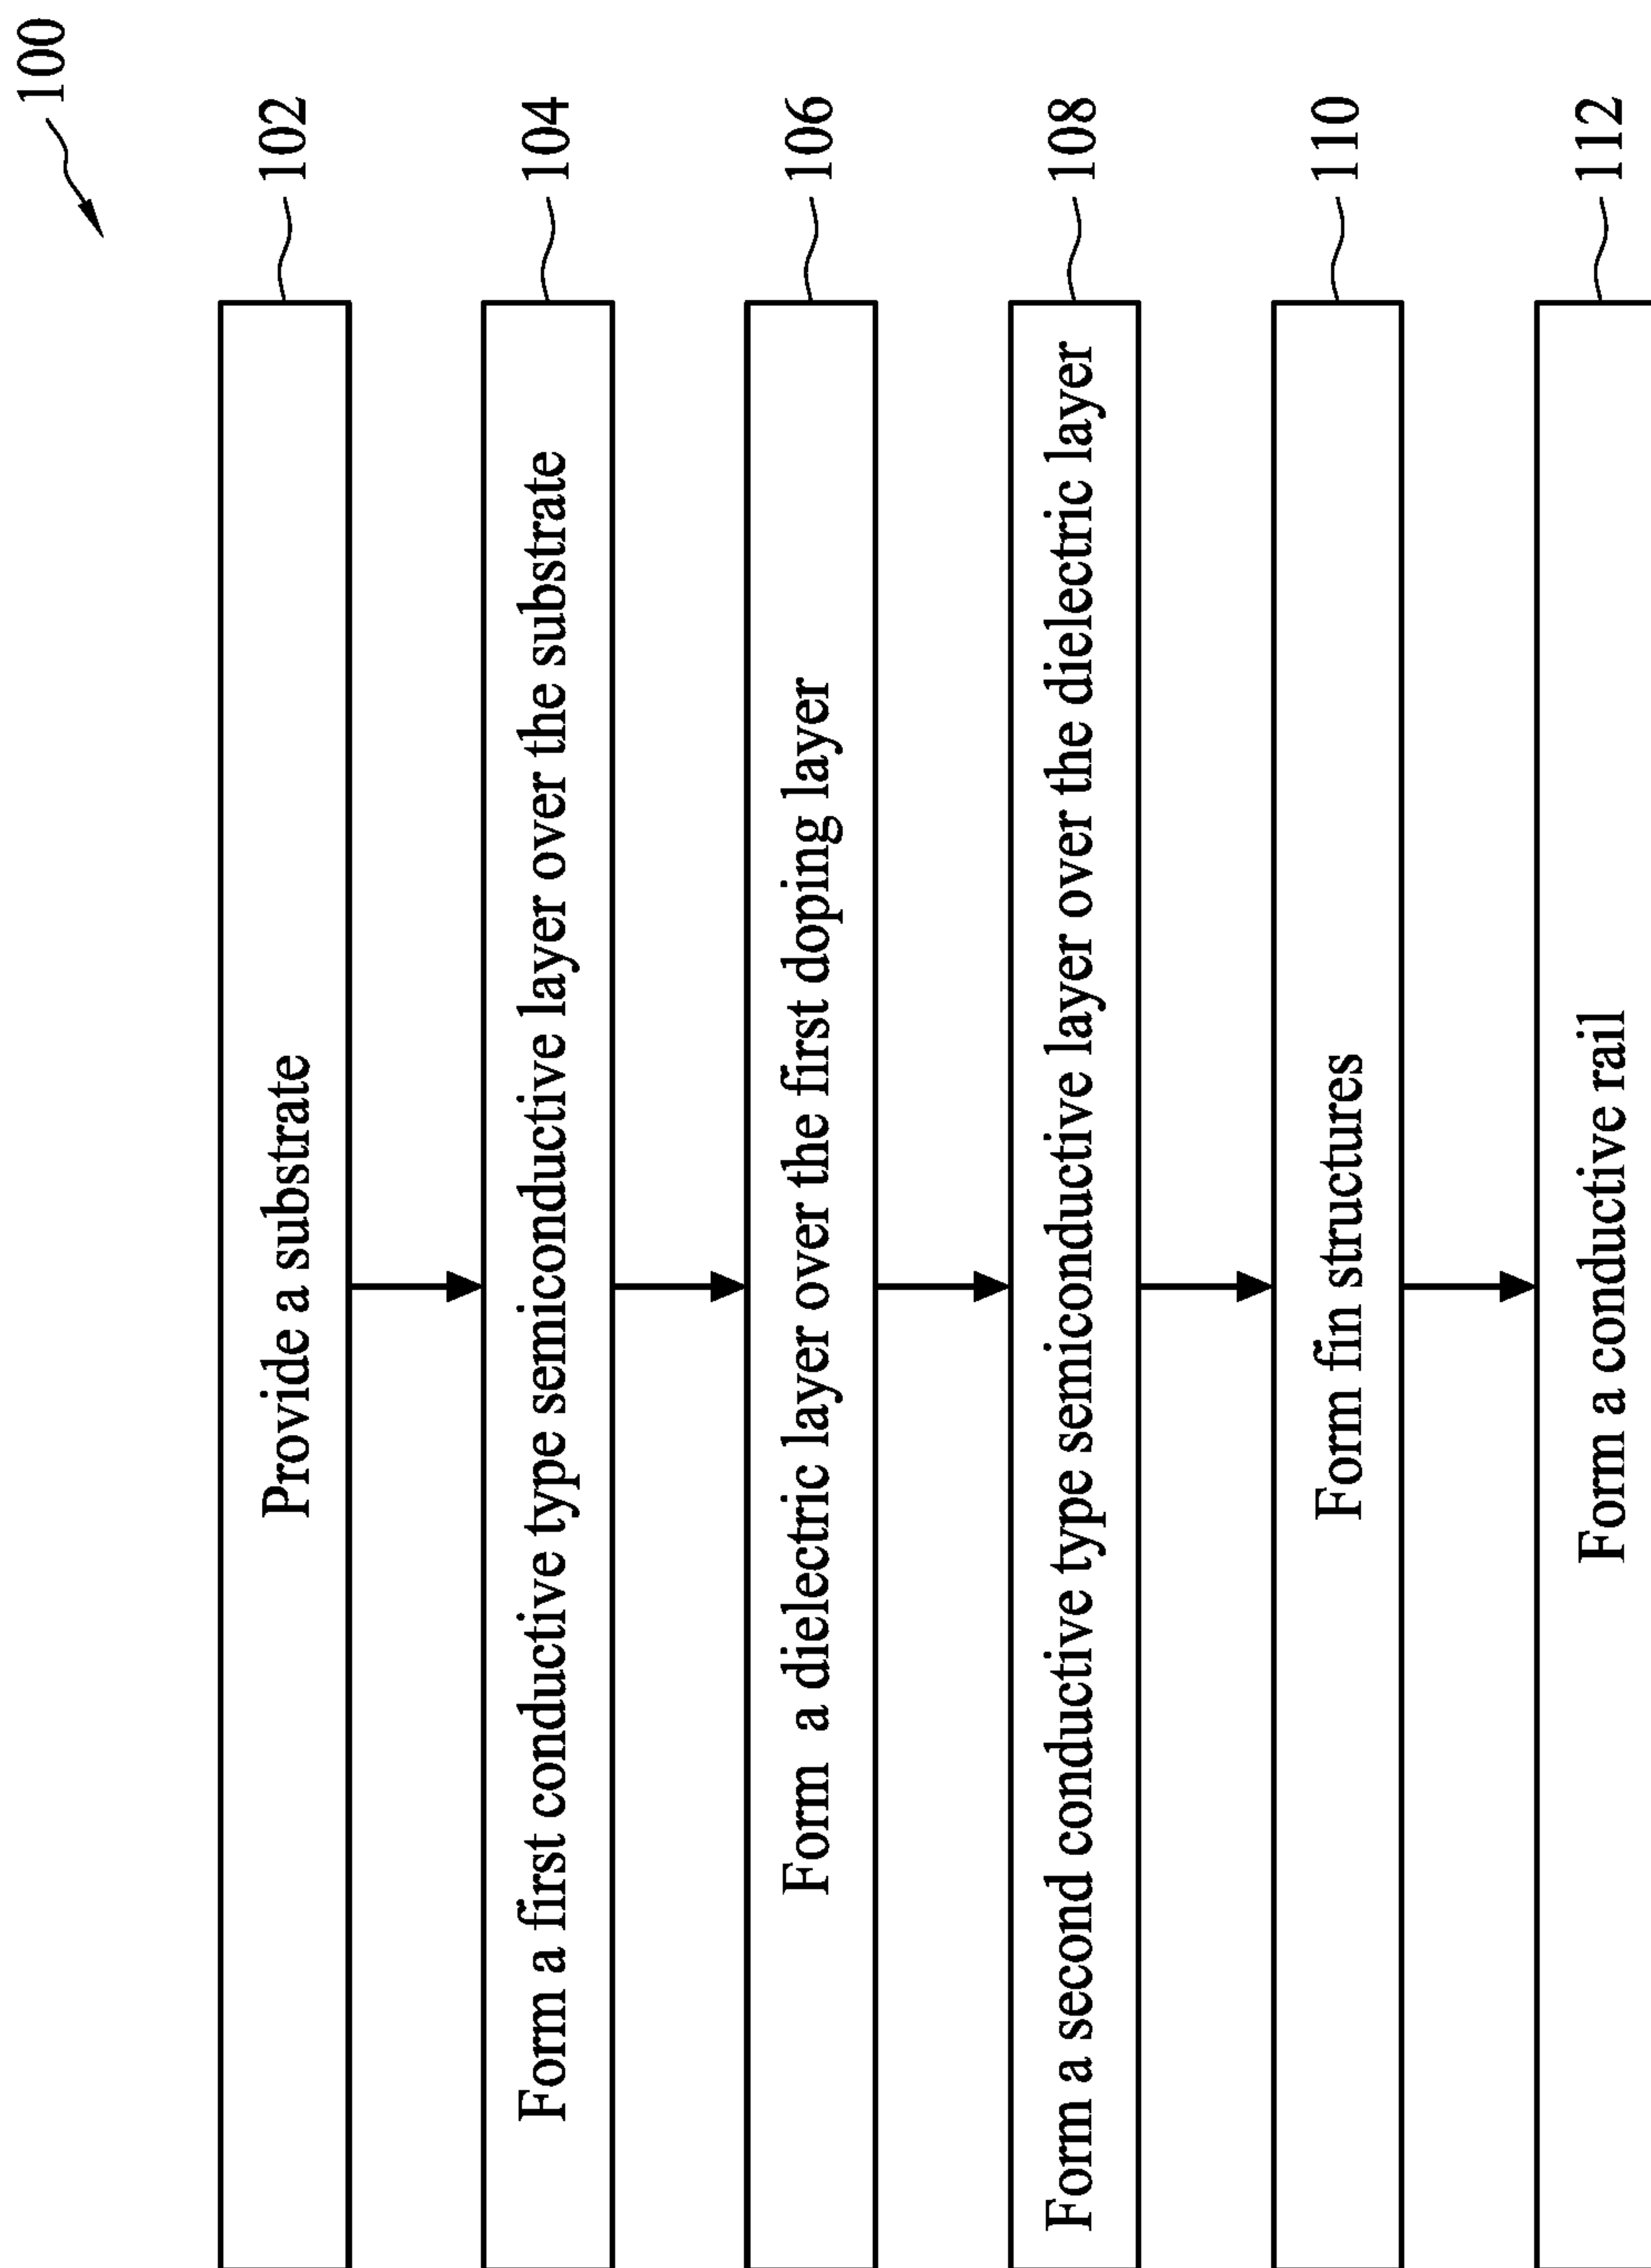 100
Provide a substrate
102
Form a first conductive type semiconductive layer over the substrate
104
Form a dielectric layer over the first doping layer
106
Form a second conductive type semiconductive layer over the dielectric layer
108
Form fin structures
110
Form a conductive rail
112